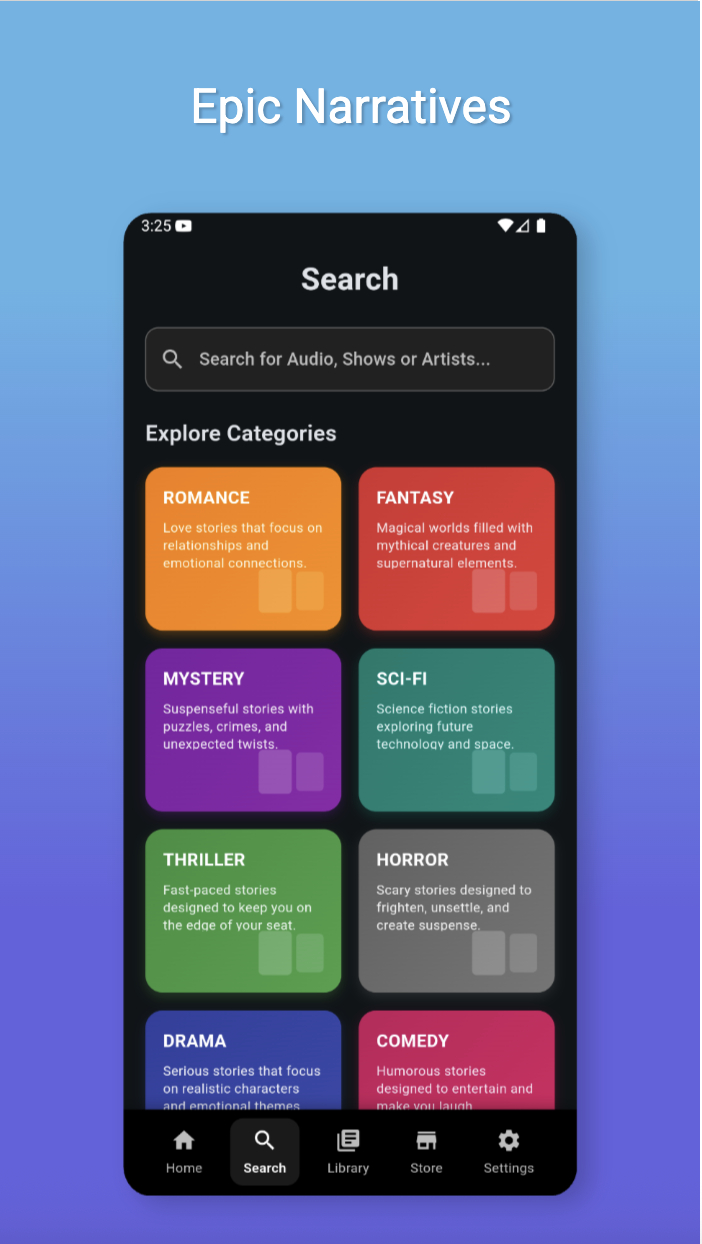 Epic Narratives
3:25
Search
Search for Audio, Shows or Artists...
Explore Categories
ROMANCE
Love stories that focus on
relationships and
emotional connections.
FANTASY
Magical worlds filled with
mythical creatures and
supernatural elements.
MYSTERY
Suspenseful stories with
puzzles, crimes, and
unexpected twists.
SCI-FI
Science fiction stories
exploring future
technology and space.
THRILLER
Fast-paced stories
designed to keep you on
the edge of your seat.
HORROR
Scary stories designed to
frighten, unsettle, and
create suspense.
DRAMA
Serious stories that focus
on realistic characters
and emotional themes
COMEDY
Humorous stories
designed to entertain and
make you laugh
Home
Search
Library
Store
Settings